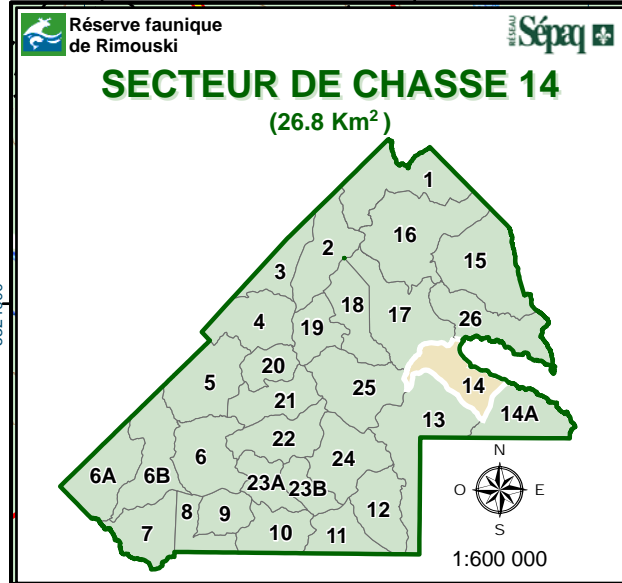 Réserve faunique
de Rimouski
RÉSEAU Sépaq
SECTEUR DE CHASSE 14
(26.8 Km²)
1
16
2
15
3
18
17
26
4
19
20
5
25
14
21
14A
13
22
6
24
6A
6B
23A
23B
12
8
9
7
10
11
N
O
E
S
1:600 000